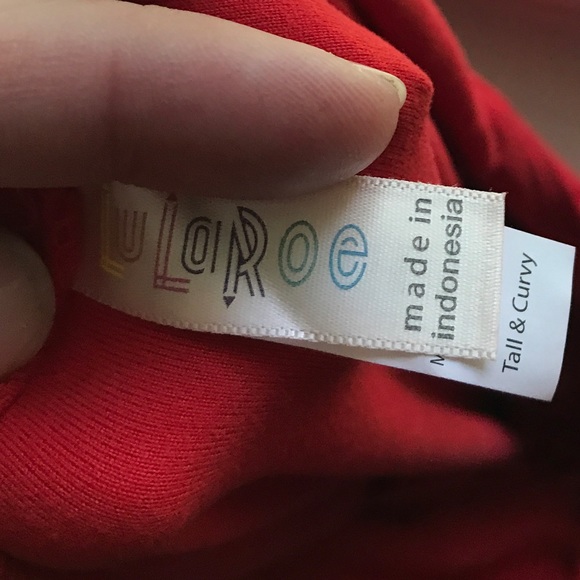 LuLaRoe
made in
indonesia
Tall & Curvy